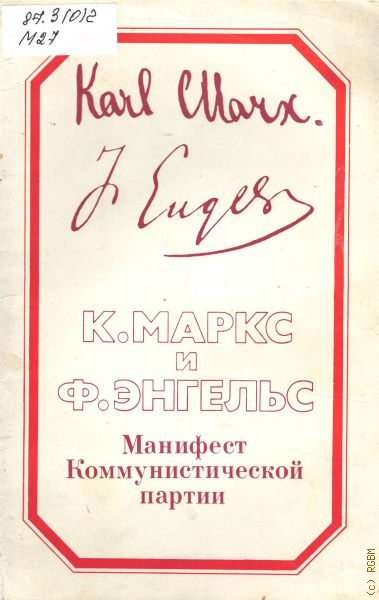 87.3(0)2
М27
Karl Marx.
F Engels
К.МАРКС
И
Ф.ЭНГЕЛЬС
Манифест
Коммунистической
партии
(c) RGBM